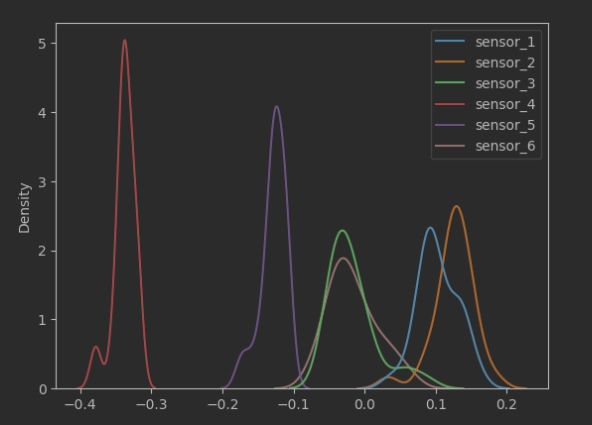 5
4
3
2
1
0
Density
sensor_1
sensor_2
sensor_3
sensor_4
sensor_5
sensor_6
−0.4 −0.3 −0.2 −0.1 0.0 0.1 0.2